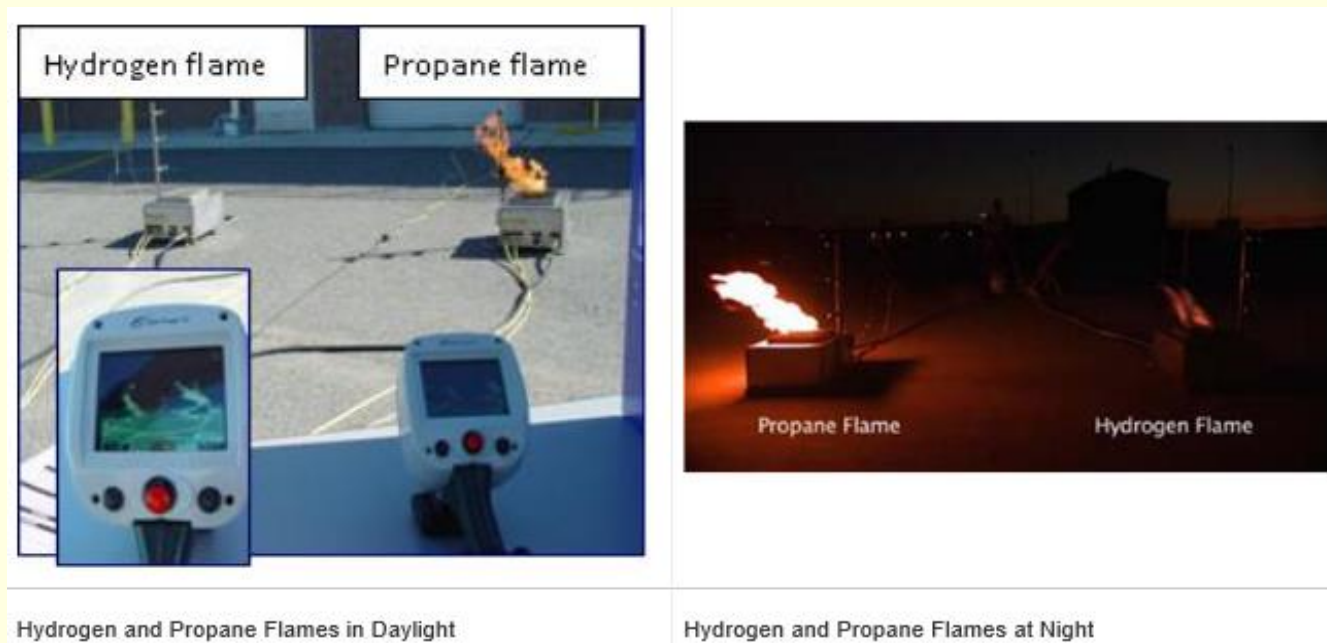 Hydrogen flame
Propane flame
Propane Flame
Hydrogen Flame
Hydrogen and Propane Flames in Daylight
Hydrogen and Propane Flames at Night